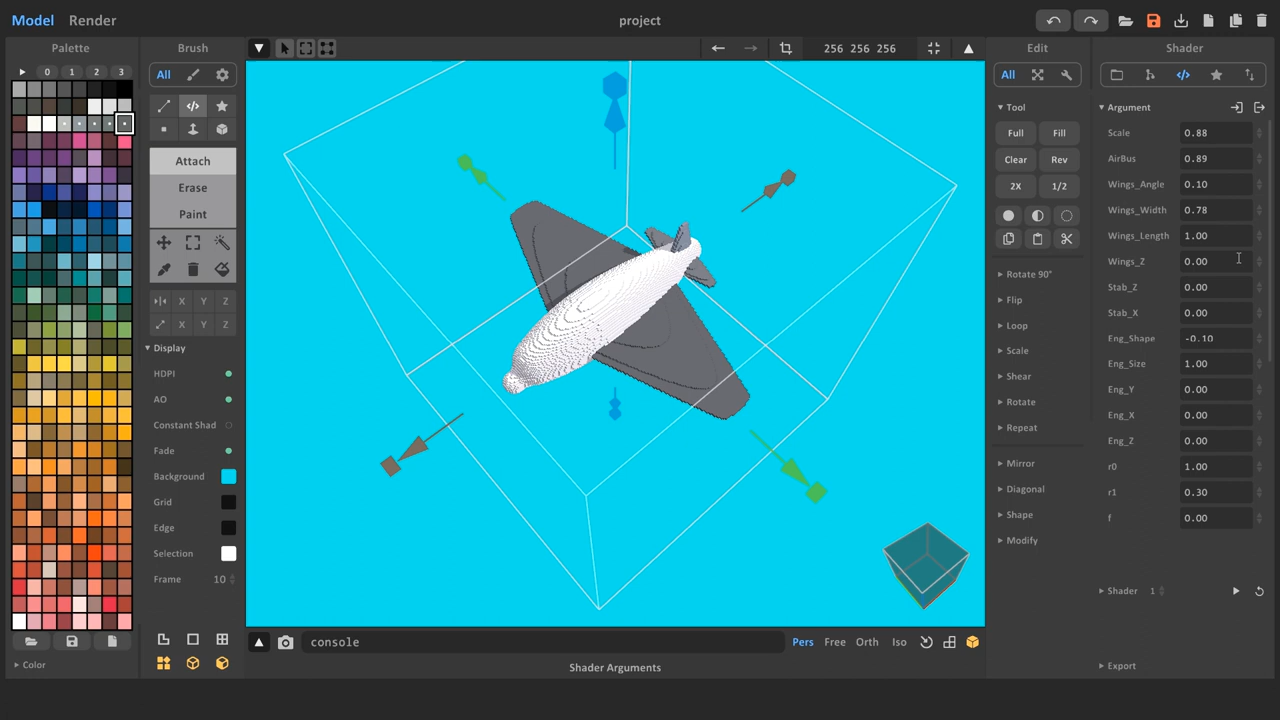 Model Render
project
Palette
Brush
256 256 256
Edit
Shader
0 1 2 3
All
All
Tool
Argument
Full Fill
Clear Rev
2X 1/2
Attach
Erase
Paint
X Y Z
X Y Z
Display
HDPI
AO
Constant Shad
Fade
Background
Grid
Edge
Selection
Frame 10
Color
Rotate 90°
Flip
Loop
Scale
Shear
Rotate
Repeat
Mirror
Diagonal
Shape
Modify
Scale 0.88
AirBus 0.89
Wings_Angle 0.10
Wings_Width 0.78
Wings_Length 1.00
Wings_Z 0.00
Stab_Z 0.00
Stab_X 0.00
Eng_Shape -0.10
Eng_Size 1.00
Eng_Y 0.00
Eng_X 0.00
Eng_Z 0.00
r0 1.00
r1 0.30
f 0.00
Shader 1
Export
console
Pers Free Orth Iso
Shader Arguments